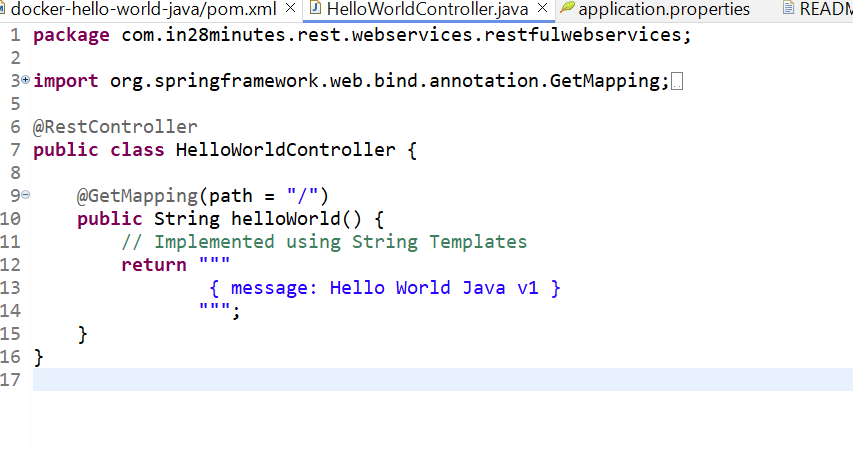 docker-hello-world-java/pom.xml HelloWorldController.java application.properties
1 package com.in28minutes.rest.webservices.restfulwebservices;
2
3 import org.springframework.web.bind.annotation.GetMapping;
5
6 @RestController
7 public class HelloWorldController {
8
9 @GetMapping(path = "/")
10 public String helloWorld() {
11 // Implemented using String Templates
12 return """
13 { message: Hello World Java v1 }
14 """;
15 }
16 }
17